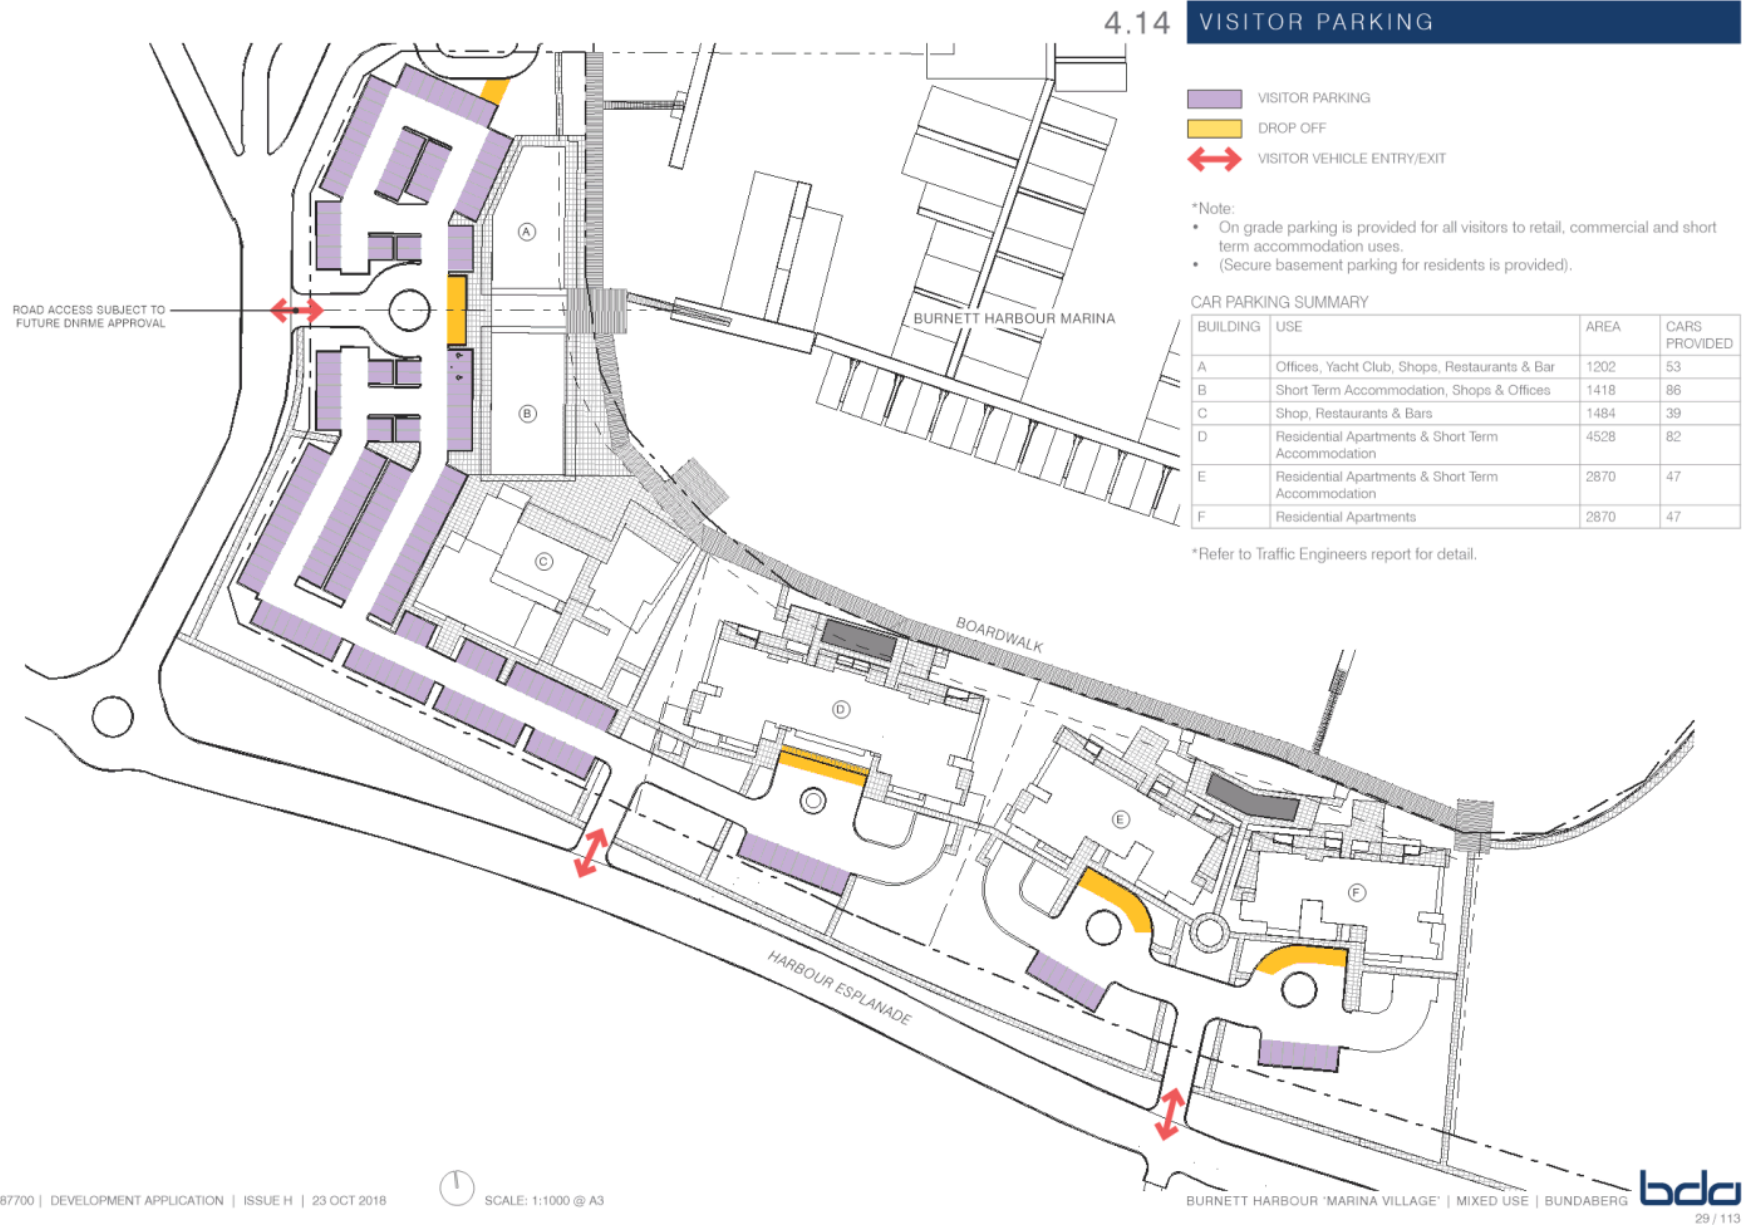 4.14 VISITOR PARKING
VISITOR PARKING
DROP OFF
VISITOR VEHICLE ENTRY/EXIT
*Note:
• On grade parking is provided for all visitors to retail, commercial and short
term accommodation uses.
• (Secure basement parking for residents is provided).
CAR PARKING SUMMARY
BUILDING USE AREA CARS
PROVIDED
A Offices, Yacht Club, Shops, Restaurants & Bar 1202 53
B Short Term Accommodation, Shops & Offices 1418 86
C Shop, Restaurants & Bars 1484 39
D Residential Apartments & Short Term 4528 82
Accommodation
E Residential Apartments & Short Term 2870 47
Accommodation
F Residential Apartments 2870 47
*Refer to Traffic Engineers report for detail.
ROAD ACCESS SUBJECT TO
FUTURE DNRME APPROVAL
BURNETT HARBOUR MARINA
A
B
C
BOARDWALK
D
E
F
HARBOUR ESPLANADE
87700 | DEVELOPMENT APPLICATION | ISSUE H | 23 OCT 2018
SCALE: 1:1000 @ A3
BURNETT HARBOUR 'MARINA VILLAGE' | MIXED USE | BUNDABERG
bda
29 / 113